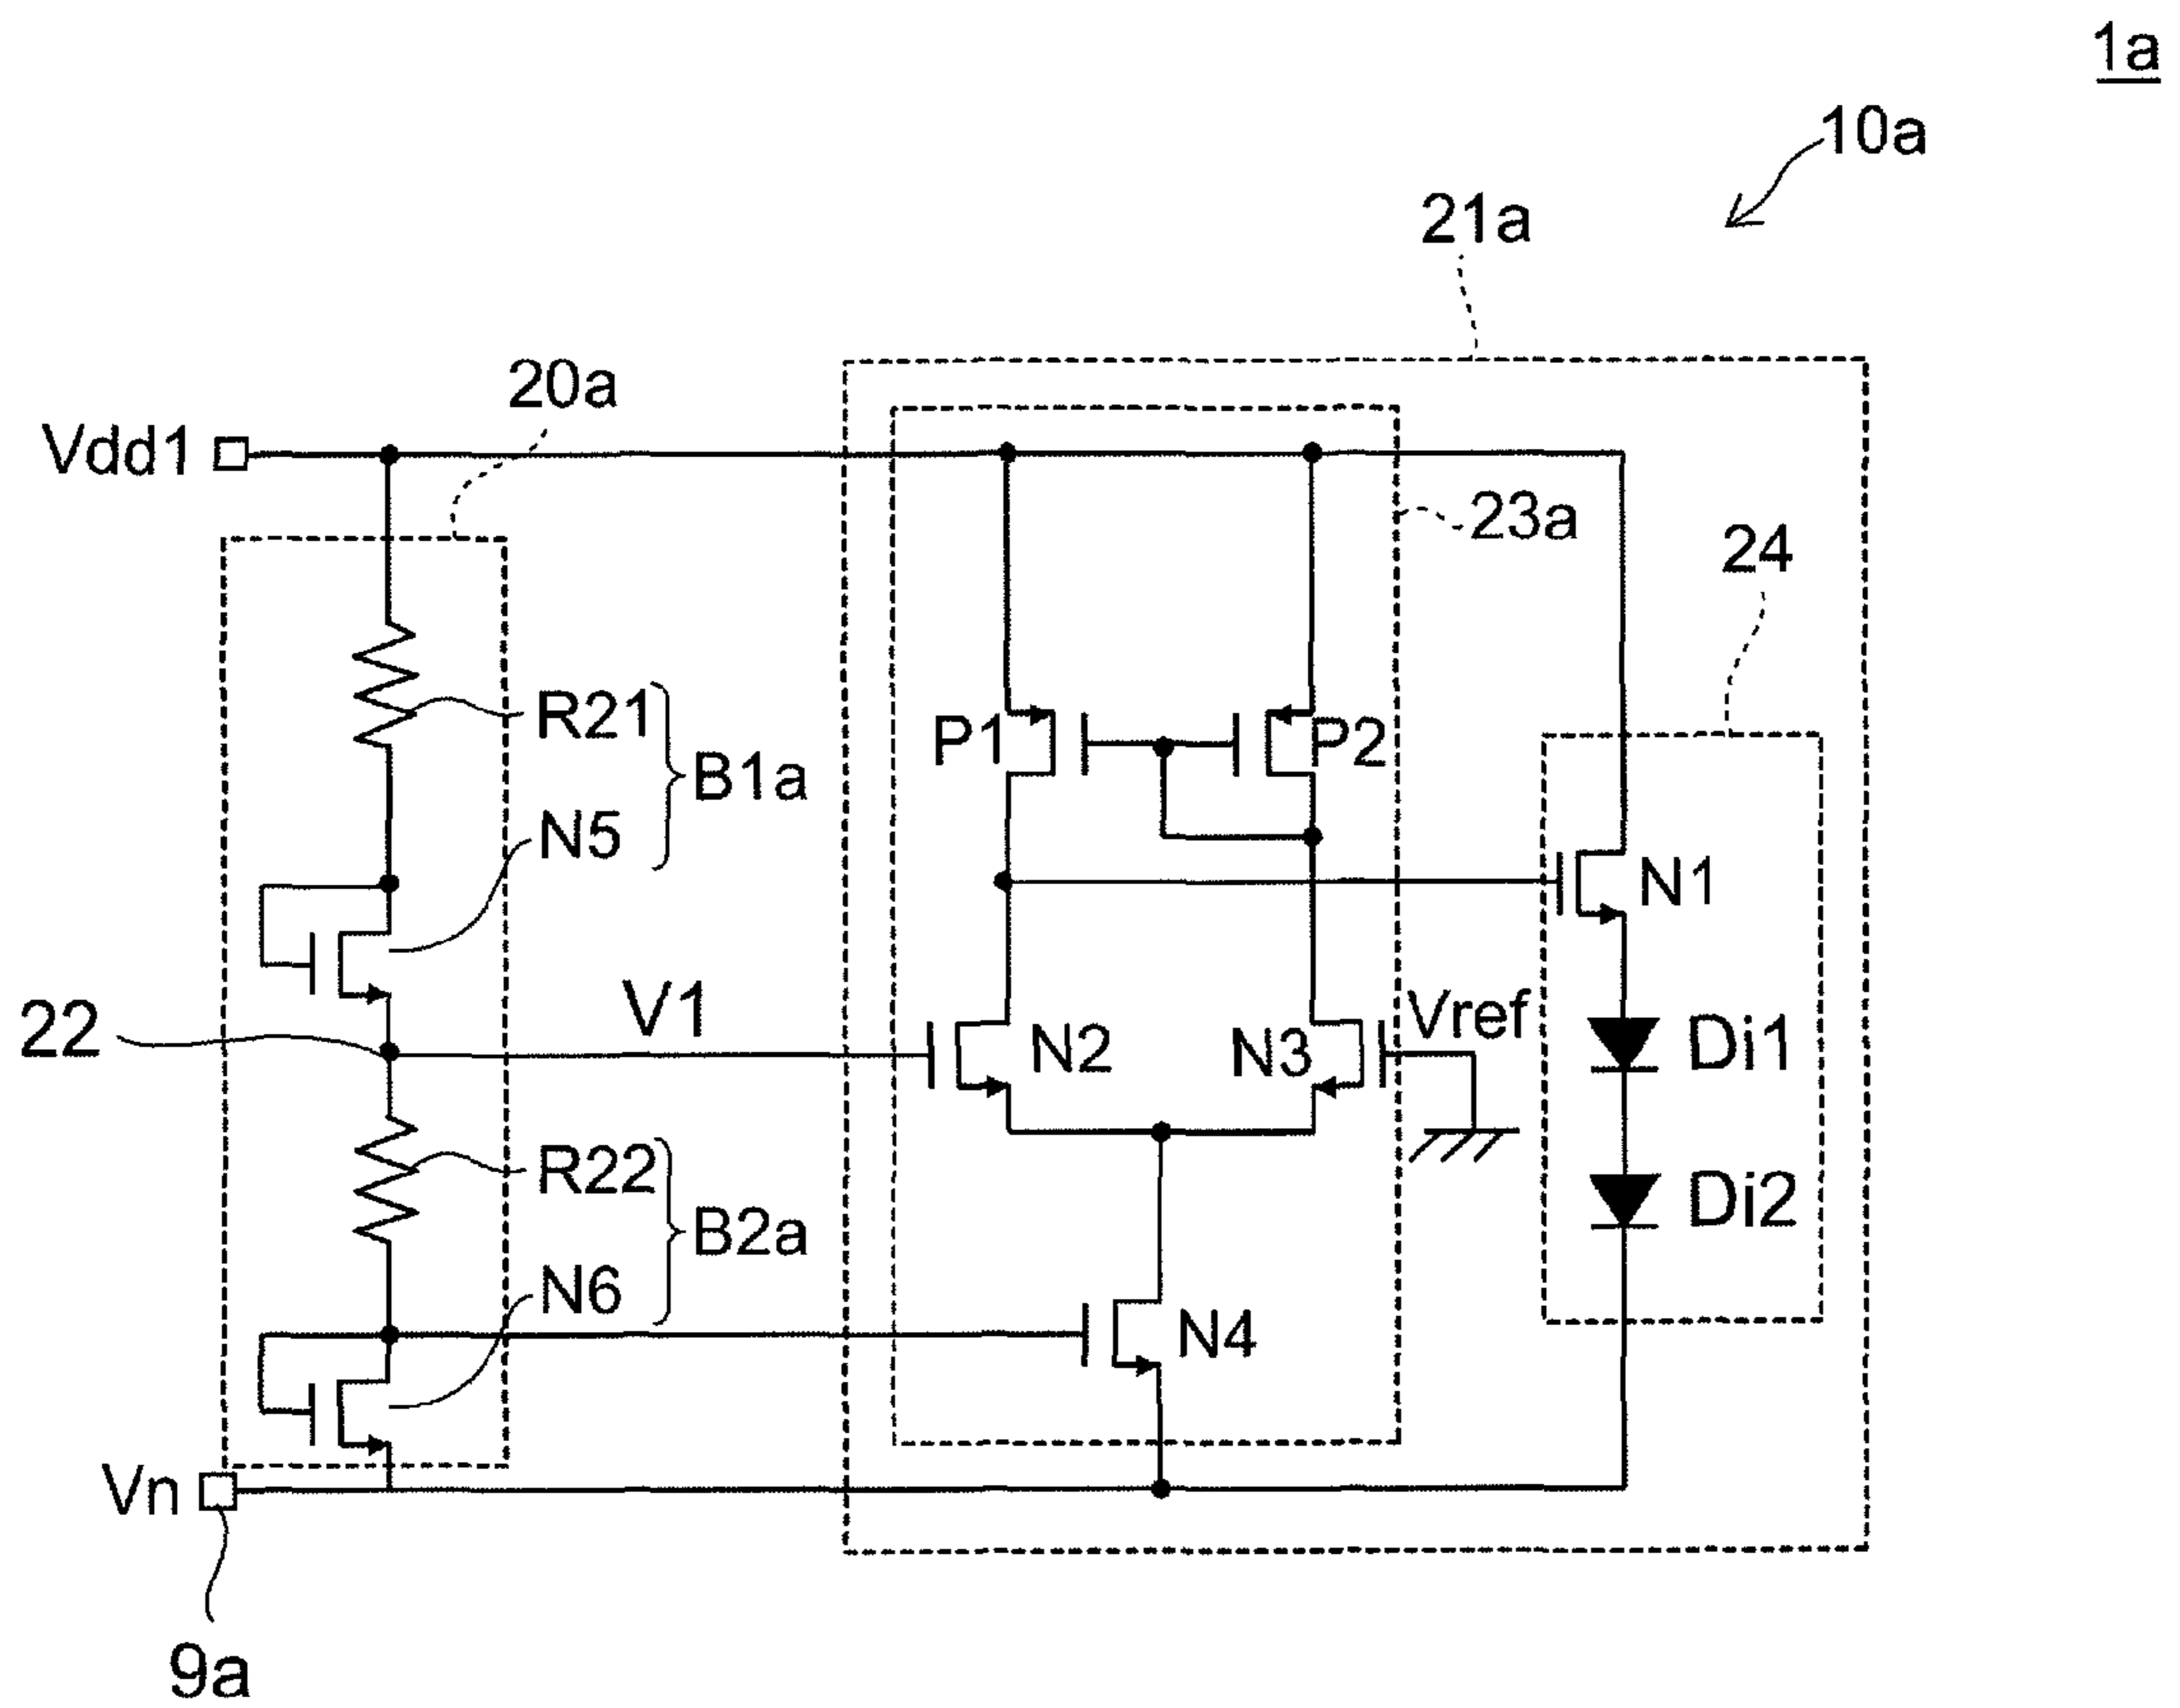 1a
10a
21a
20a
Vdd1
23a
24
R21
P1
P2
B1a
N5
N1
22
V1
N2
N3
Vref
Di1
R22
B2a
Di2
N6
N4
Vn
9a